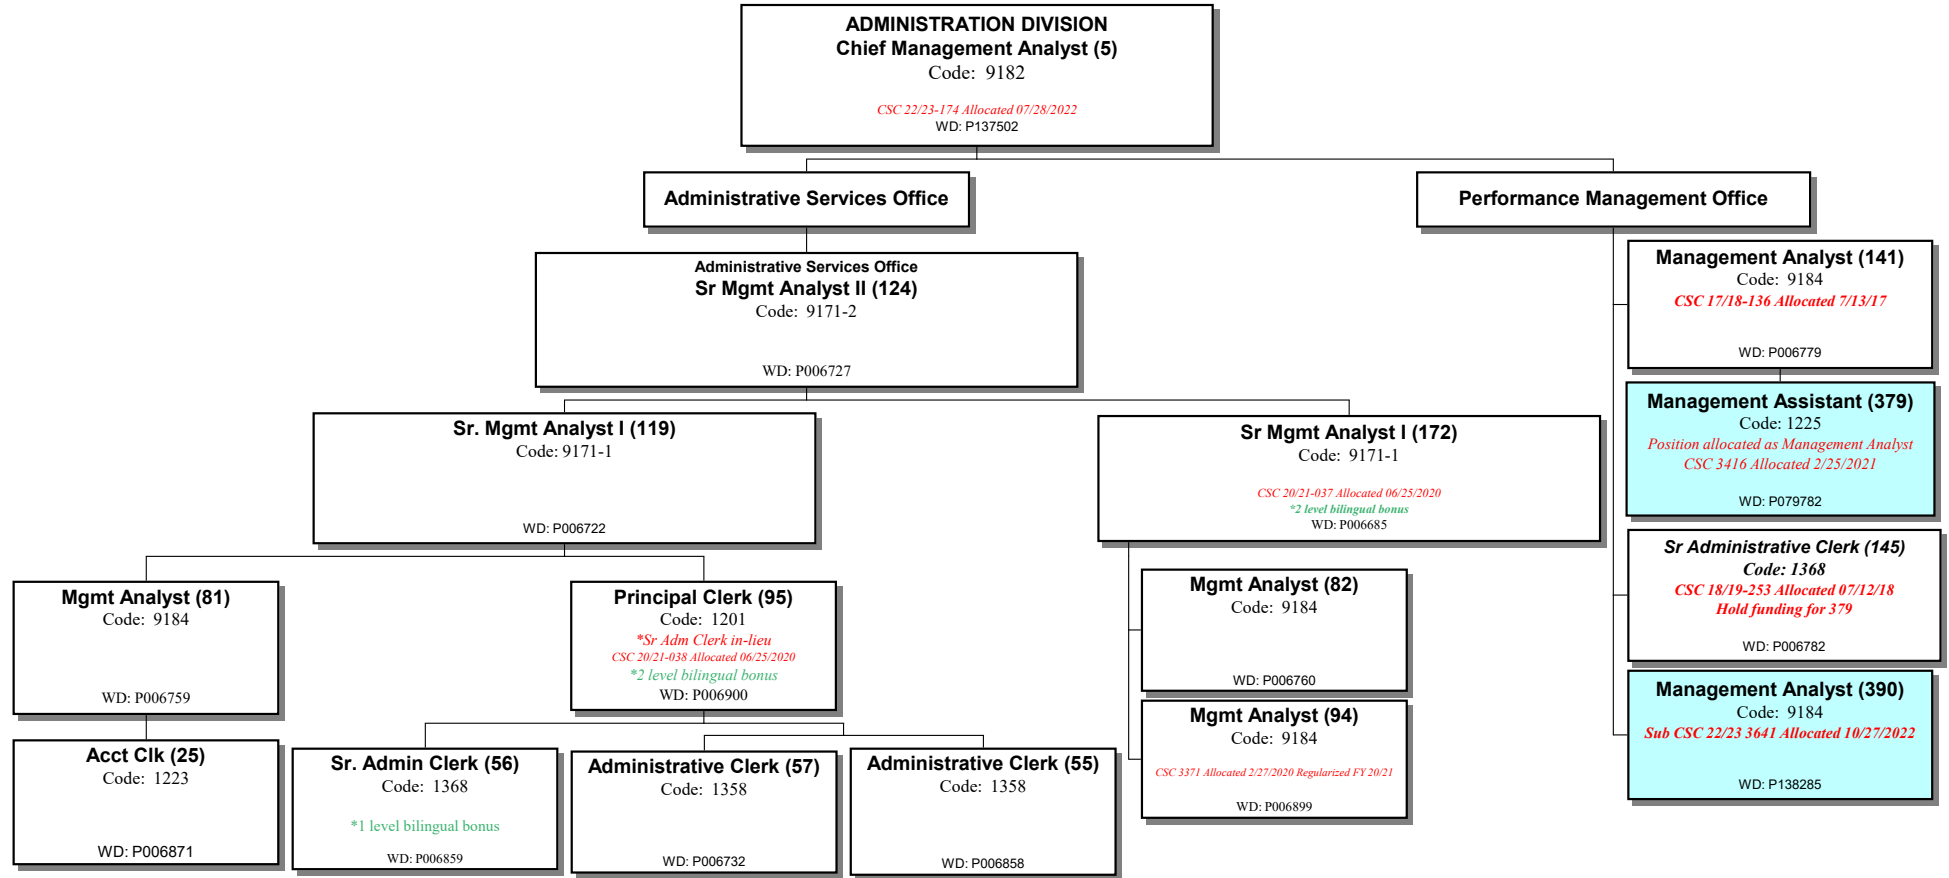 ADMINISTRATION DIVISION
Chief Management Analyst (5)
Code: 9182
CSC 22/23-174 Allocated 07/28/2022
WD: P137502
Administrative Services Office
Performance Management Office
Administrative Services Office
Sr Mgmt Analyst II (124)
Code: 9171-2
WD: P006727
Management Analyst (141)
Code: 9184
CSC 17/18-136 Allocated 7/13/17
WD: P006779
Management Assistant (379)
Code: 1225
Position allocated as Management Analyst
CSC 3416 Allocated 2/25/2021
WD: P079782
Sr. Mgmt Analyst I (119)
Code: 9171-1
WD: P006722
Sr Mgmt Analyst I (172)
Code: 9171-1
CSC 20/21-037 Allocated 06/25/2020
*2 level bilingual bonus
WD: P006685
Sr Administrative Clerk (145)
Code: 1368
CSC 18/19-253 Allocated 07/12/18
Hold funding for 379
WD: P006782
Mgmt Analyst (81)
Code: 9184
WD: P006759
Principal Clerk (95)
Code: 1201
*Sr Adm Clerk in-lieu
CSC 20/21-038 Allocated 06/25/2020
*2 level bilingual bonus
WD: P006900
Mgmt Analyst (82)
Code: 9184
WD: P006760
Management Analyst (390)
Code: 9184
Sub CSC 22/23 3641 Allocated 10/27/2022
WD: P138285
Mgmt Analyst (94)
Code: 9184
CSC 3371 Allocated 2/27/2020 Regularized FY 20/21
WD: P006899
Acct Clk (25)
Code: 1223
WD: P006871
Sr. Admin Clerk (56)
Code: 1368
*1 level bilingual bonus
WD: P006859
Administrative Clerk (57)
Code: 1358
WD: P006732
Administrative Clerk (55)
Code: 1358
WD: P006858